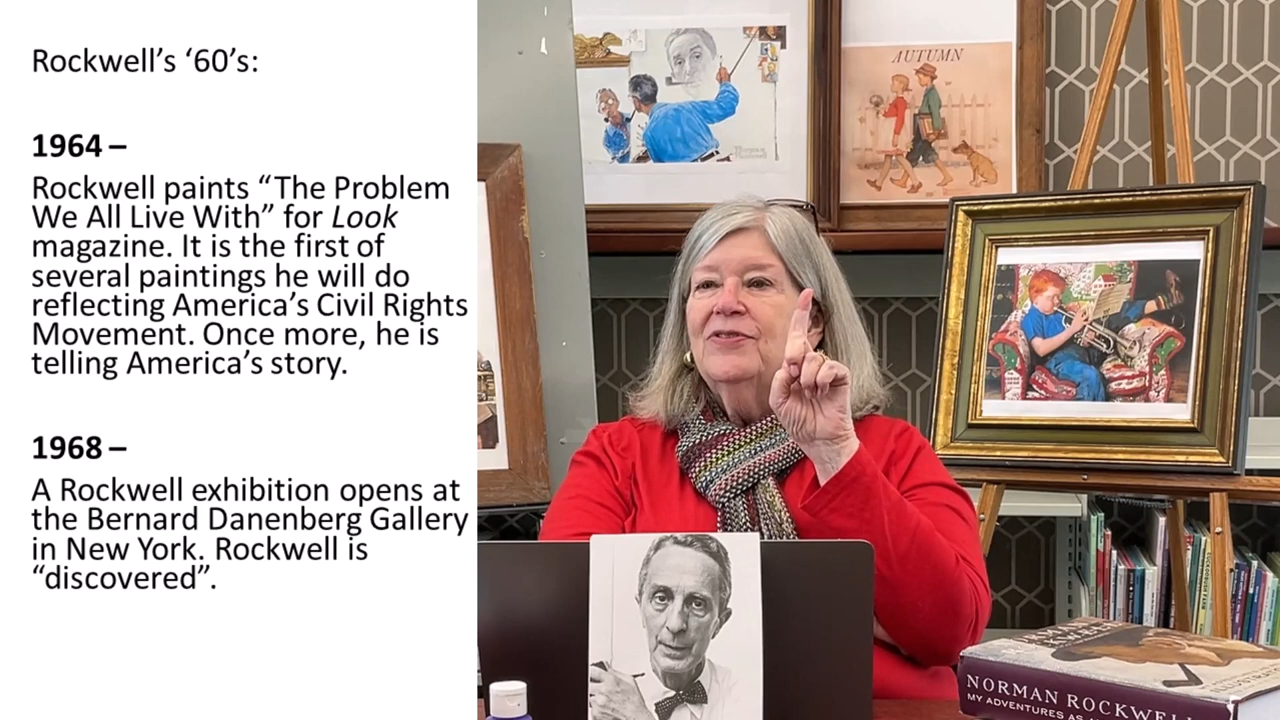 Rockwell’s ‘60’s:
1964 –
Rockwell paints “The Problem
We All Live With” for Look
magazine. It is the first of
several paintings he will do
reflecting America’s Civil Rights
Movement. Once more, he is
telling America’s story.
1968 –
A Rockwell exhibition opens at
the Bernard Danenberg Gallery
in New York. Rockwell is
“discovered”.
AUTUMN
NORMAN ROCKWEL
MY ADVENTURES AS